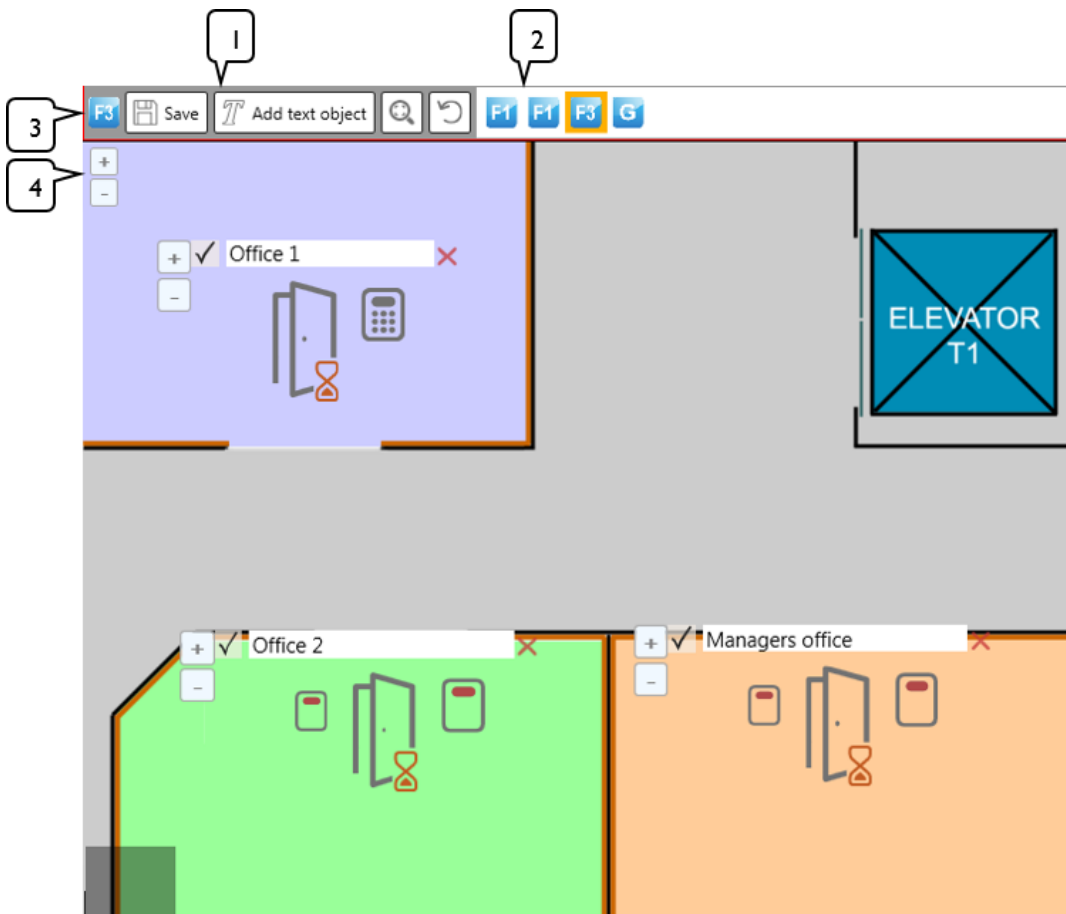 1
2
3
4
F3 Save T Add text object F1 F1 F3 G
+
-
+ Office 1
-
ELEVATOR
T1
+ Office 2
-
+ Managers office
-